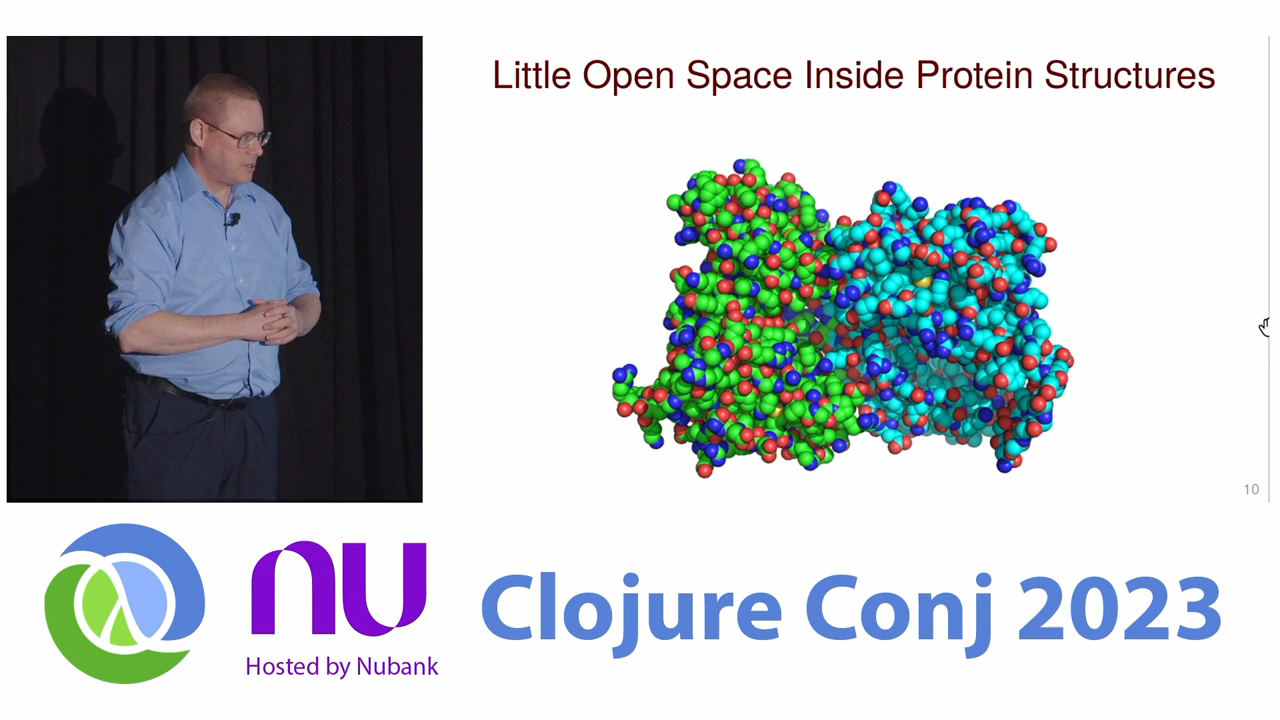 Little Open Space Inside Protein Structures
10
nu
Hosted by Nubank
Clojure Conj 2023